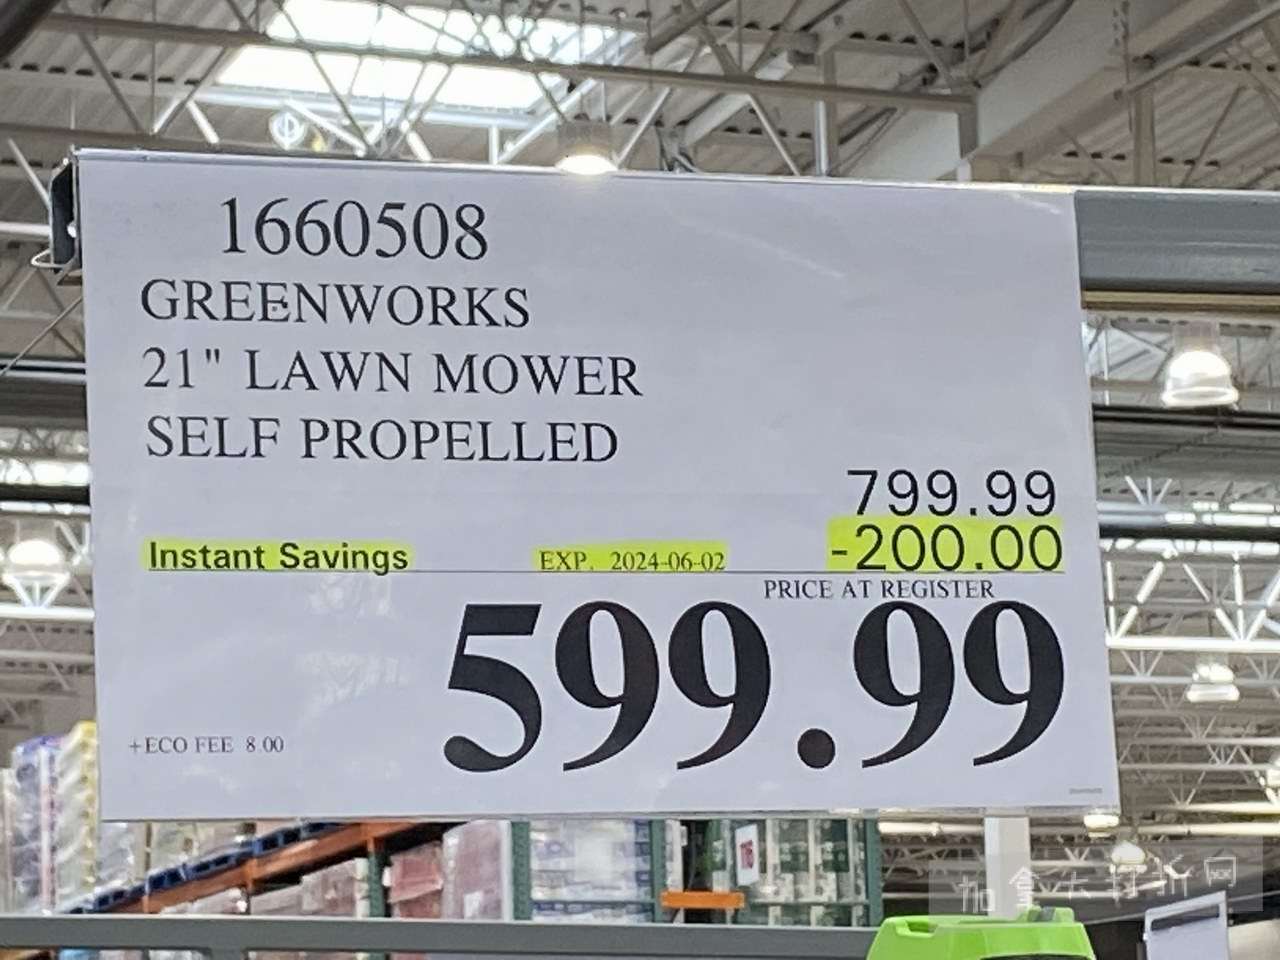 1660508
GREENWORKS
21" LAWN MOWER
SELF PROPELLED
799.99
Instant Savings EXP. 2024-06-02 -200.00
PRICE AT REGISTER
599.99
+ECO FEE 8.00
加拿大打折网